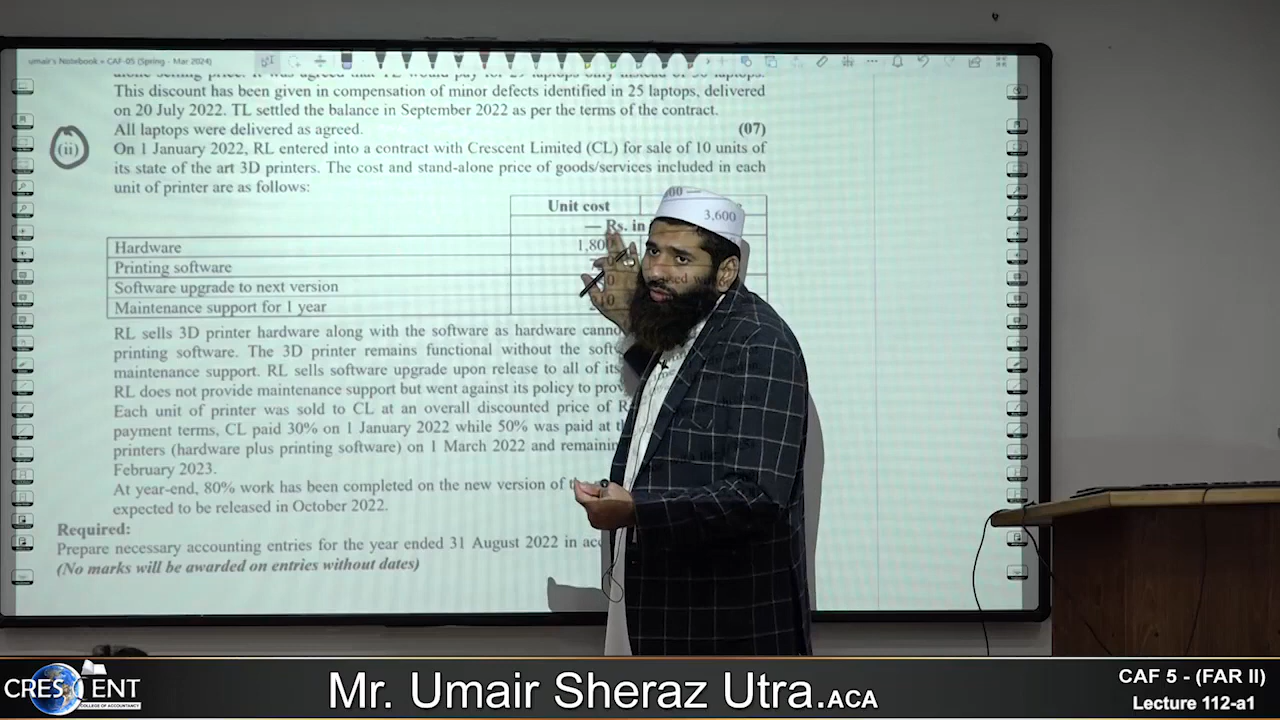 umair's Notebook » CAF-05 (Spring - Mar 2024)
This discount has been given in compensation of minor defects identified in 25 laptops, delivered
on 20 July 2022. TL settled the balance in September 2022 as per the terms of the contract.
All laptops were delivered as agreed. (07)
(ii) On 1 January 2022, RL entered into a contract with Crescent Limited (CL) for sale of 10 units of
its state of the art 3D printers. The cost and stand-alone price of goods/services included in each
unit of printer are as follows:
Unit cost
— Rs. in
3,600
Hardware 1,80
Printing software
Software upgrade to next version
Maintenance support for 1 year
RL sells 3D printer hardware along with the software as hardware
printing software. The 3D printer remains functional without the
maintenance support. RL sells software upgrade upon release to all of its
RL does not provide maintenance support but went against its policy to
Each unit of printer was sold to CL at an overall discounted price of
payment terms, CL paid 30% on 1 January 2022 while 50% was paid at
printers (hardware plus printing software) on 1 March 2022 and
February 2023.
At year-end, 80% work has been completed on the new version of
expected to be released in October 2022.
Required:
Prepare necessary accounting entries for the year ended 31 August 2022 in
(No marks will be awarded on entries without dates)
CRESCENT
COLLEGE OF ACCOUNTANCY
Mr. Umair Sheraz Utra.ACA
CAF 5 - (FAR II)
Lecture 112-a1